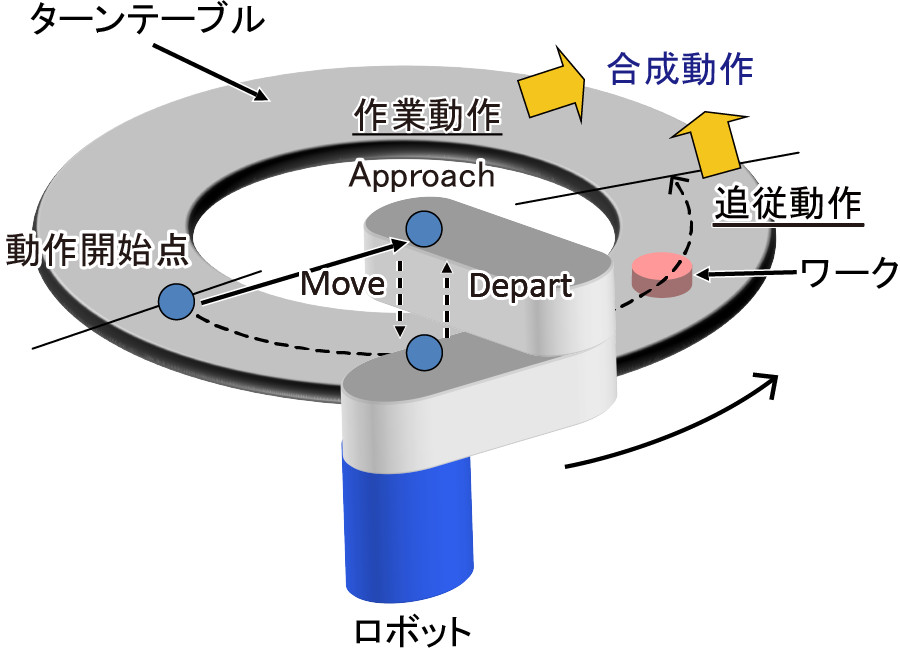 ターンテーブル
合成動作
作業動作
Approach
追従動作
動作開始点
ワーク
Move
Depart
ロボット